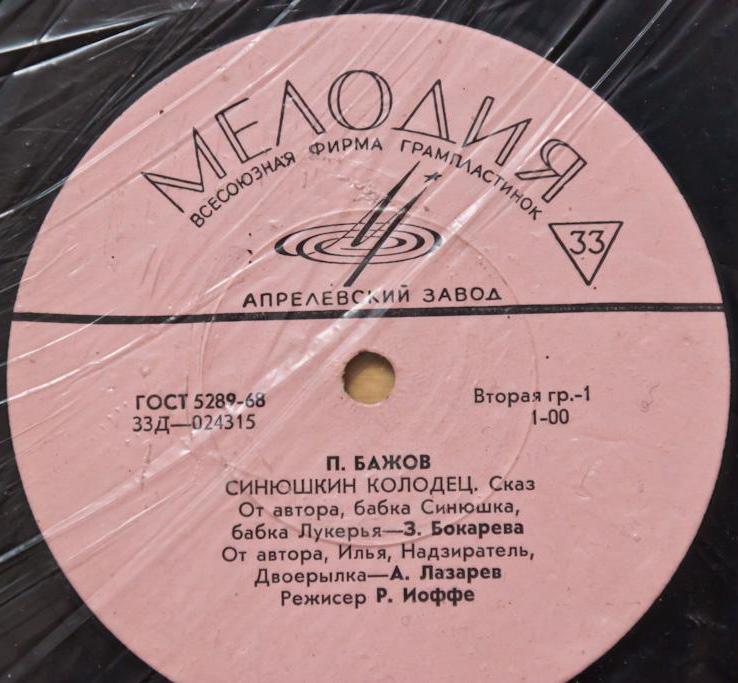 МЕЛОДИЯ
ВСЕСОЮЗНАЯ ФИРМА ГРАМПЛАСТИНОК
33
АПРЕЛЕВСКИЙ ЗАВОД
ГОСТ 5289-68
33Д—024315
Вторая гр.-1
1-00
П. БАЖОВ
СИНЮШКИН КОЛОДЕЦ. Сказ
От автора, бабка Синюшка,
бабка Лукерья—З. Бокарева
От автора, Илья, Надзиратель,
Двоерылка—А. Лазарев
Режисер Р. Иоффе